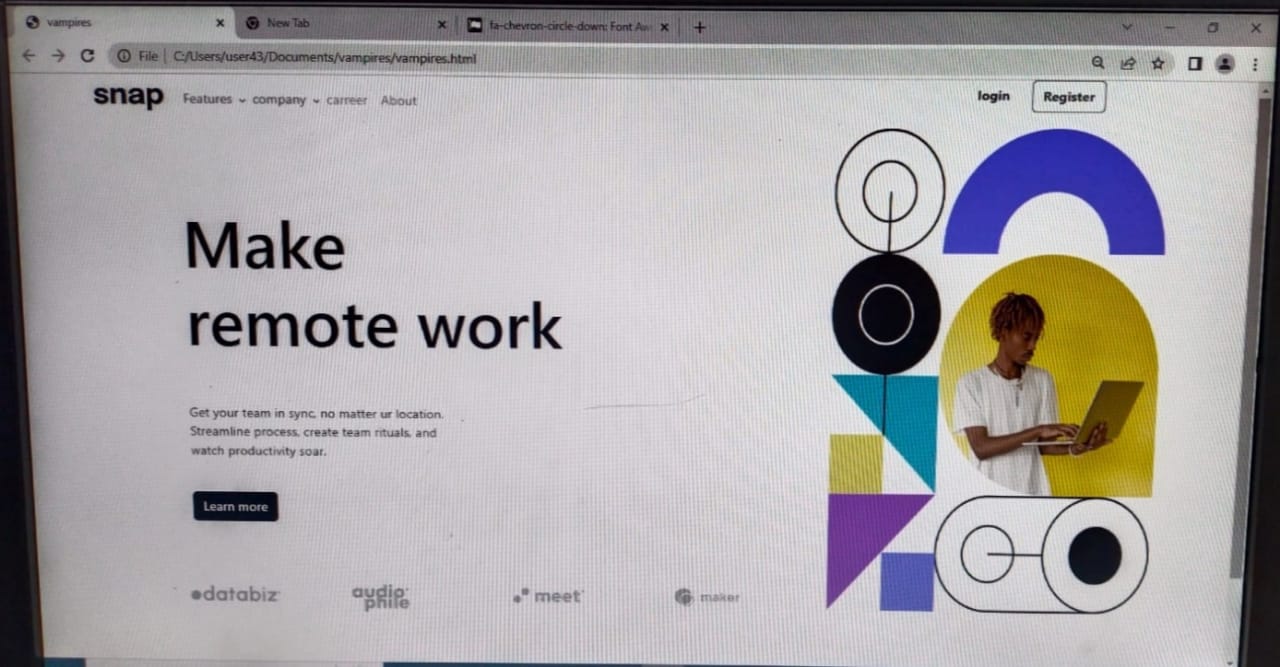 vampires
New Tab
fa-chevron-circle-down: Font Aw
File
C:/Users/user43/Documents/vampires/vampires.html
snap
Features
company
carreer
About
login
Register
Make
remote work
Get your team in sync, no matter ur location.
Streamline process, create team rituals, and
watch productivity soar.
Learn more
databiz
audio
phile
meet
maker